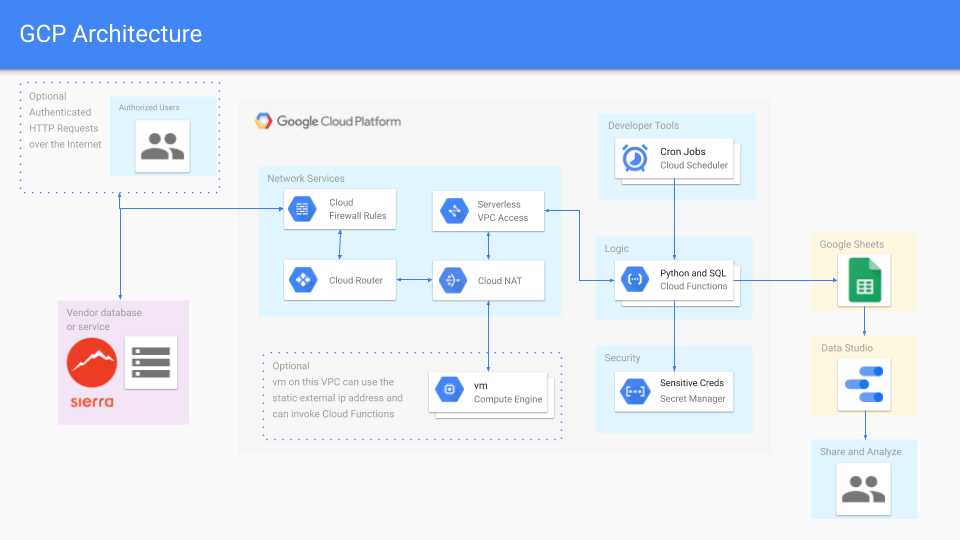 GCP Architecture
Optional
Authenticated
HTTP Requests
over the Internet
Authorized Users
Google Cloud Platform
Network Services
Cloud
Firewall Rules
Serverless
VPC Access
Cloud Router
Cloud NAT
Optional
vm on this VPC can use the
static external ip address and
can invoke Cloud Functions
vm
Compute Engine
Developer Tools
Cron Jobs
Cloud Scheduler
Logic
Python and SQL
Cloud Functions
Security
Sensitive Creds
Secret Manager
Vendor database
or service
sierra
Google Sheets
Data Studio
Share and Analyze